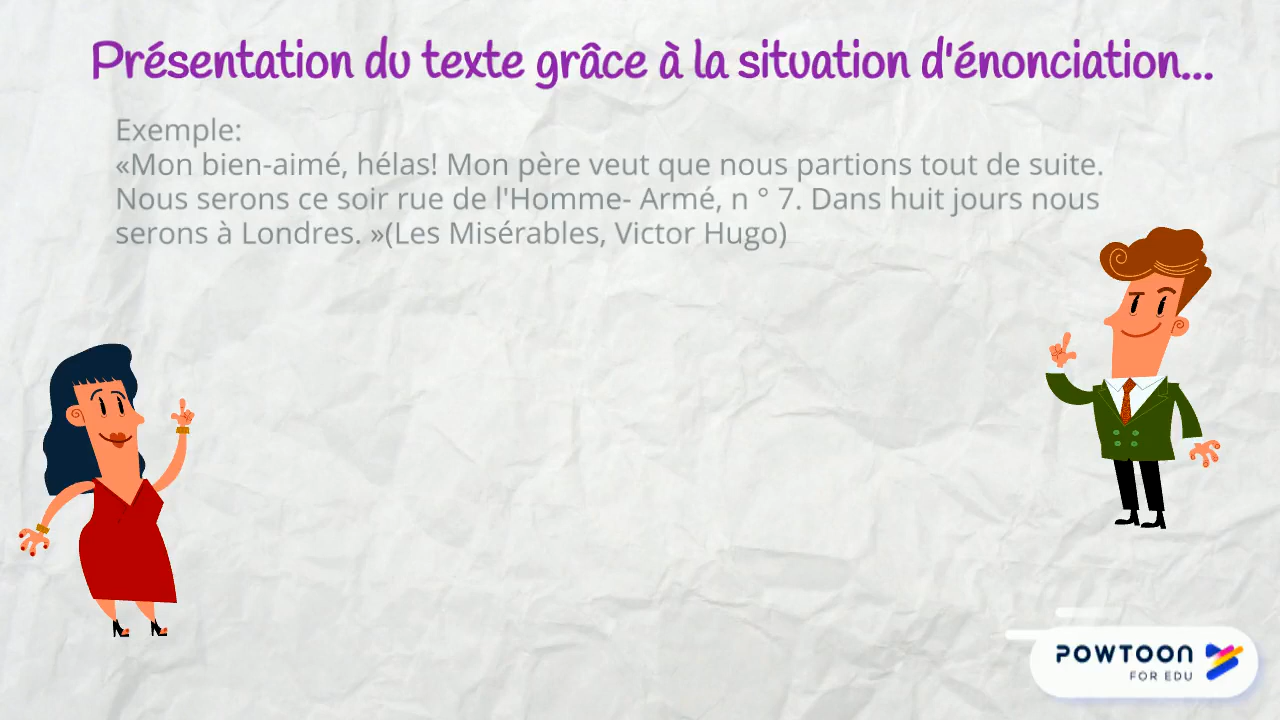 Présentation du texte grâce à la situation d'énonciation...
Exemple:
«Mon bien-aimé, hélas! Mon père veut que nous partions tout de suite.
Nous serons ce soir rue de l'Homme- Armé, n ° 7. Dans huit jours nous
serons à Londres. »(Les Misérables, Victor Hugo)
POWTOON
FOR EDU